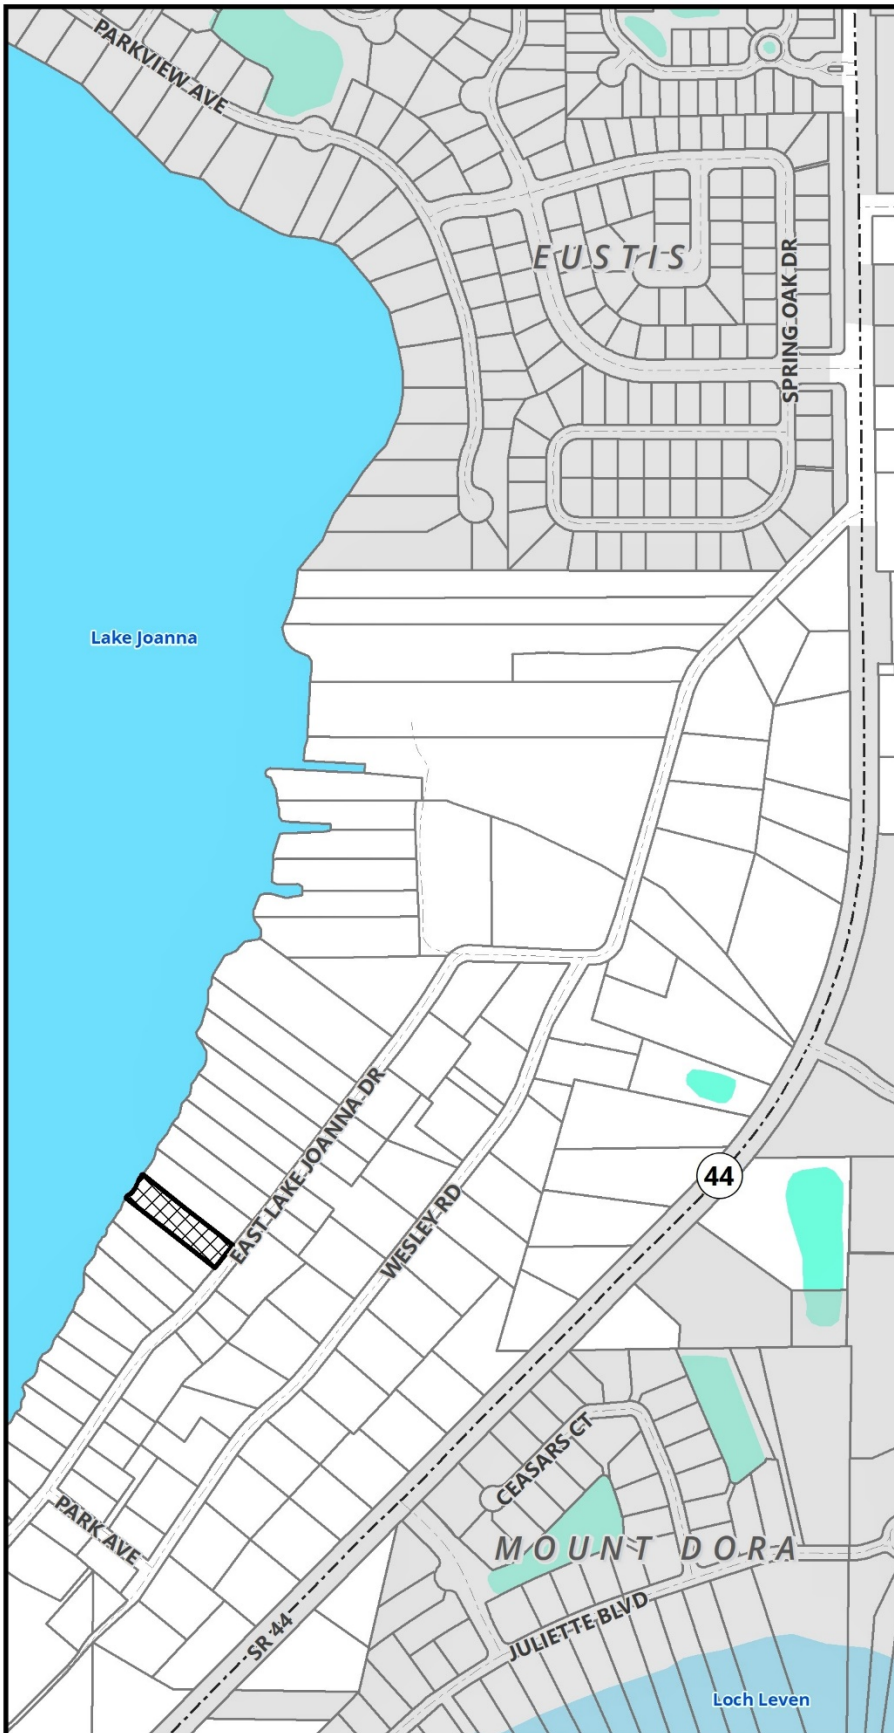 PARKVIEW AVE
EUSTIS
SPRING OAK DR
Lake Joanna
EAST LAKE JOANNA DR
WESLEY RD
44
CEASARS CT
PARK AVE
MOUNT DORA
SR 44
JULIETTE BLVD
Loch Leven